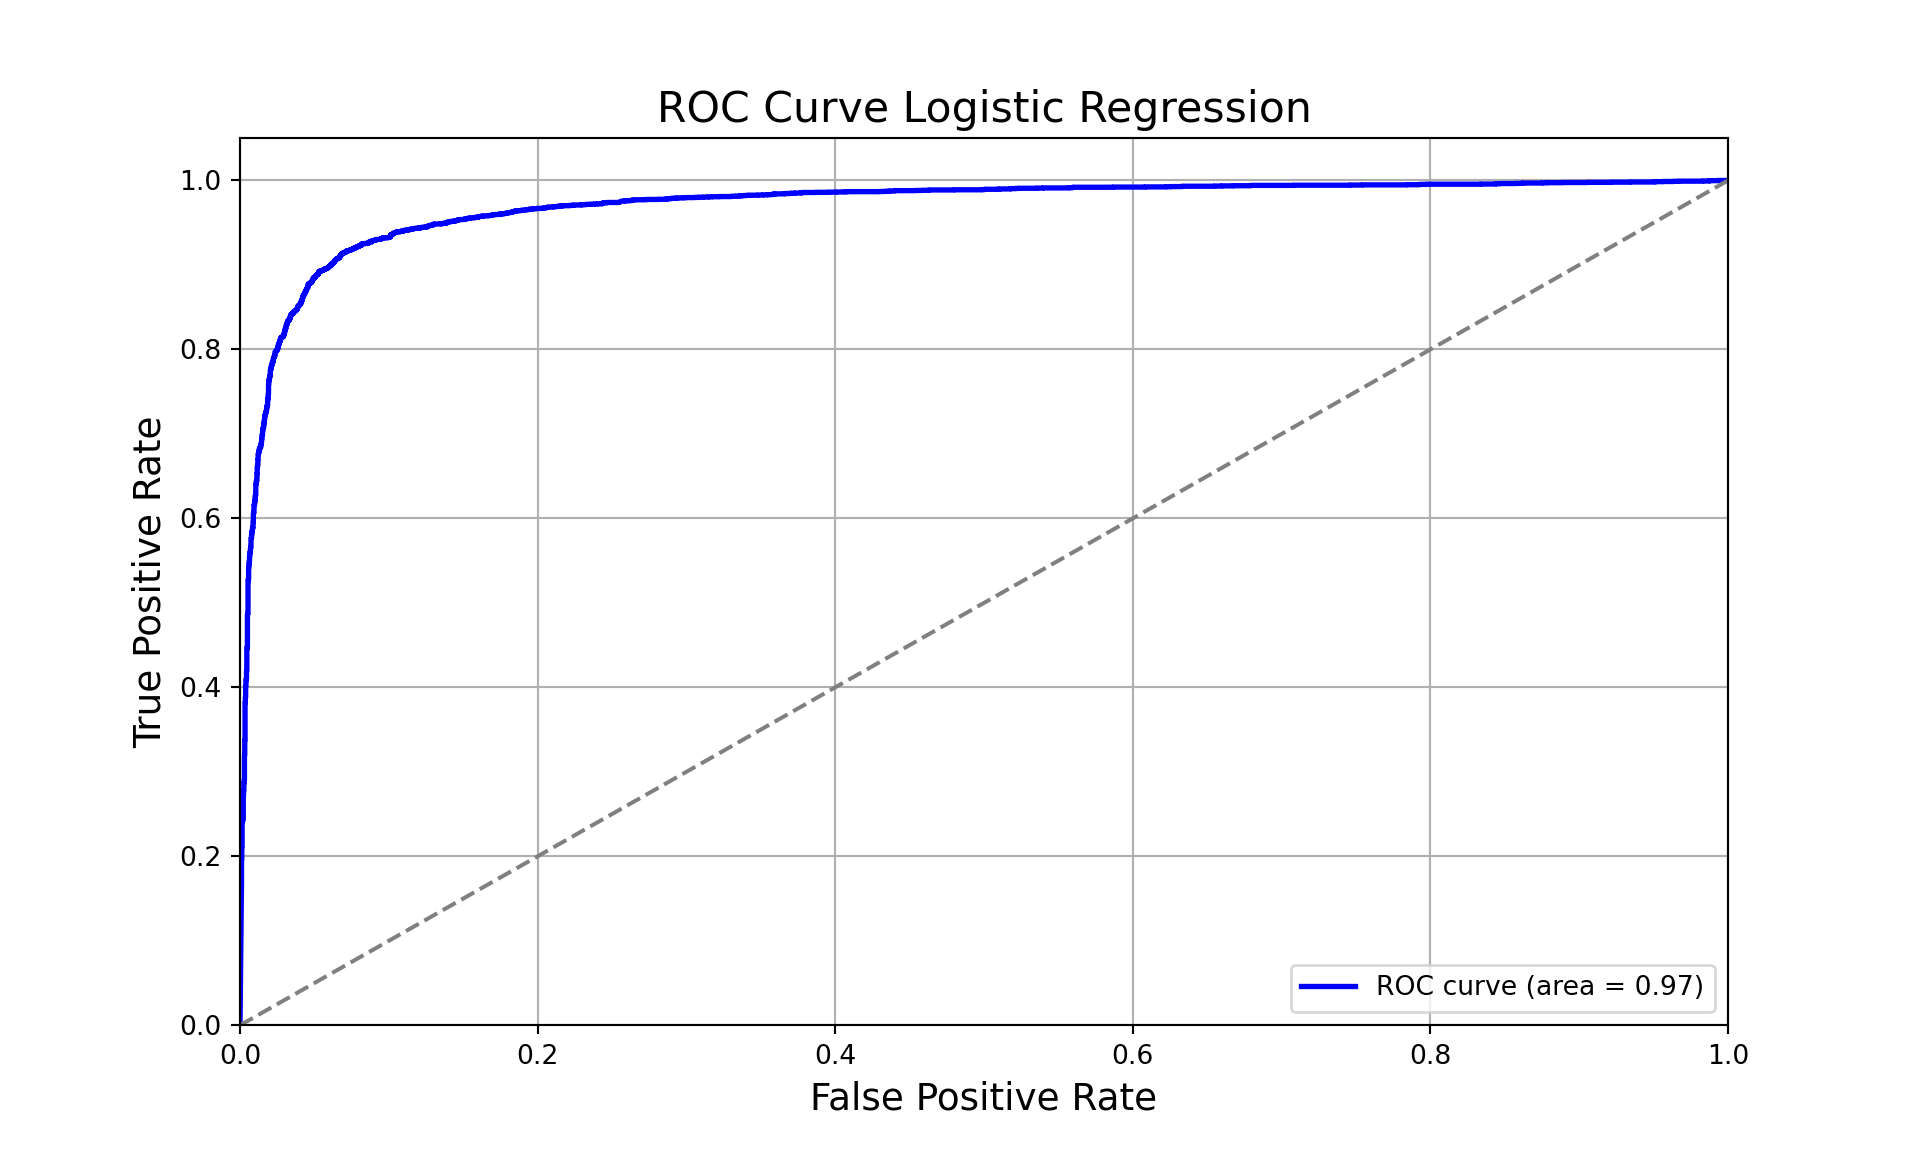 ROC Curve Logistic Regression
1.0
0.8
0.6
0.4
0.2
0.0
True Positive Rate
ROC curve (area = 0.97)
0.0 0.2 0.4 0.6 0.8 1.0
False Positive Rate